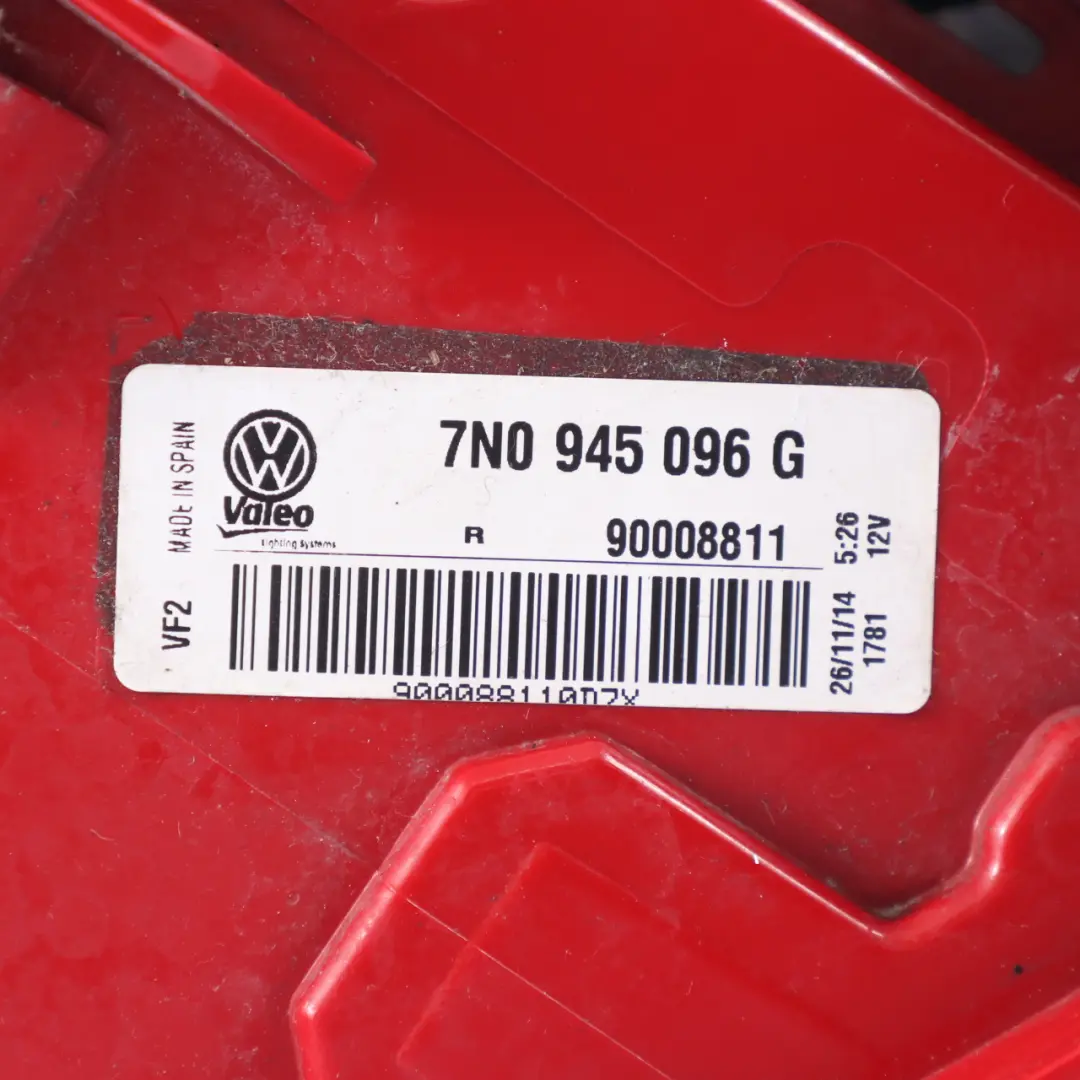 7N0 945 096 G
Valeo
lighting systems
R
90008811
900088110D7X
MADE IN SPAIN
VF2
26/11/14 5:26
1781 12V